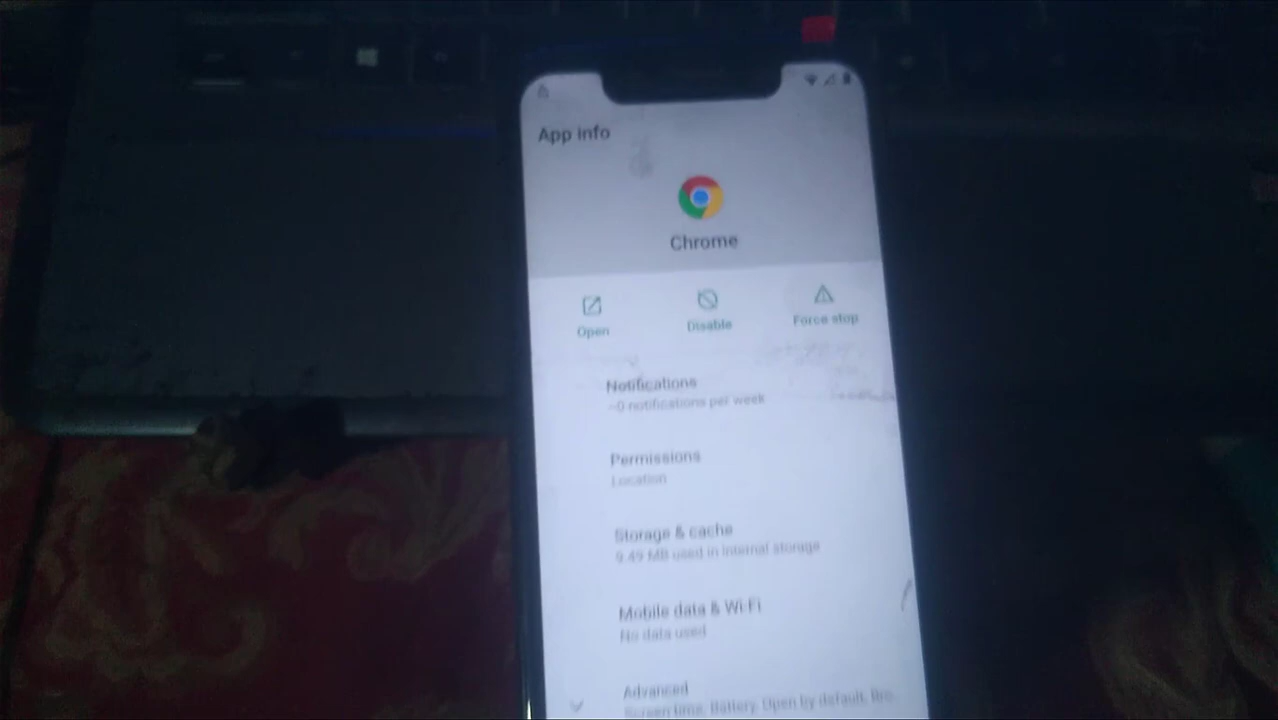 App info
Chrome
Open
Disable
Force stop
Notifications
~0 notifications per week
Permissions
Location
Storage & cache
9.49 MB used in internal storage
Mobile data & Wi-Fi
No data used
Advanced
Screen time, Battery, Open by default, Bro…